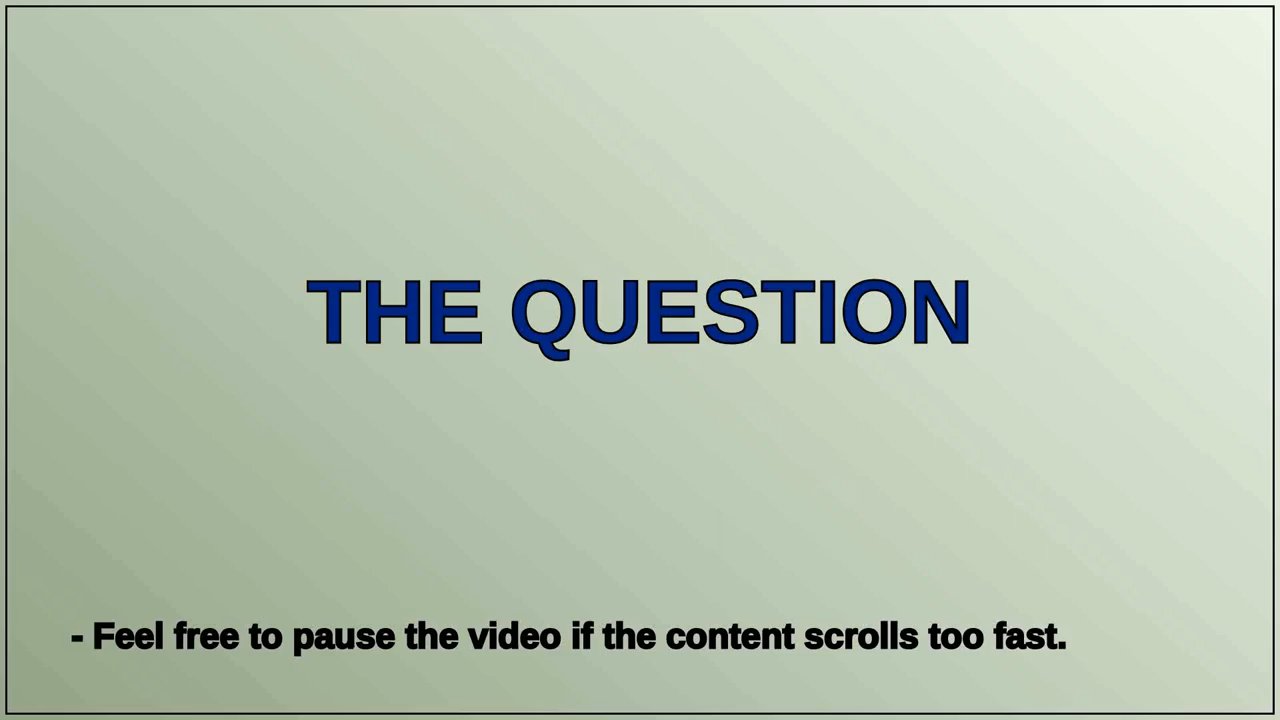 THE QUESTION
- Feel free to pause the video if the content scrolls too fast.